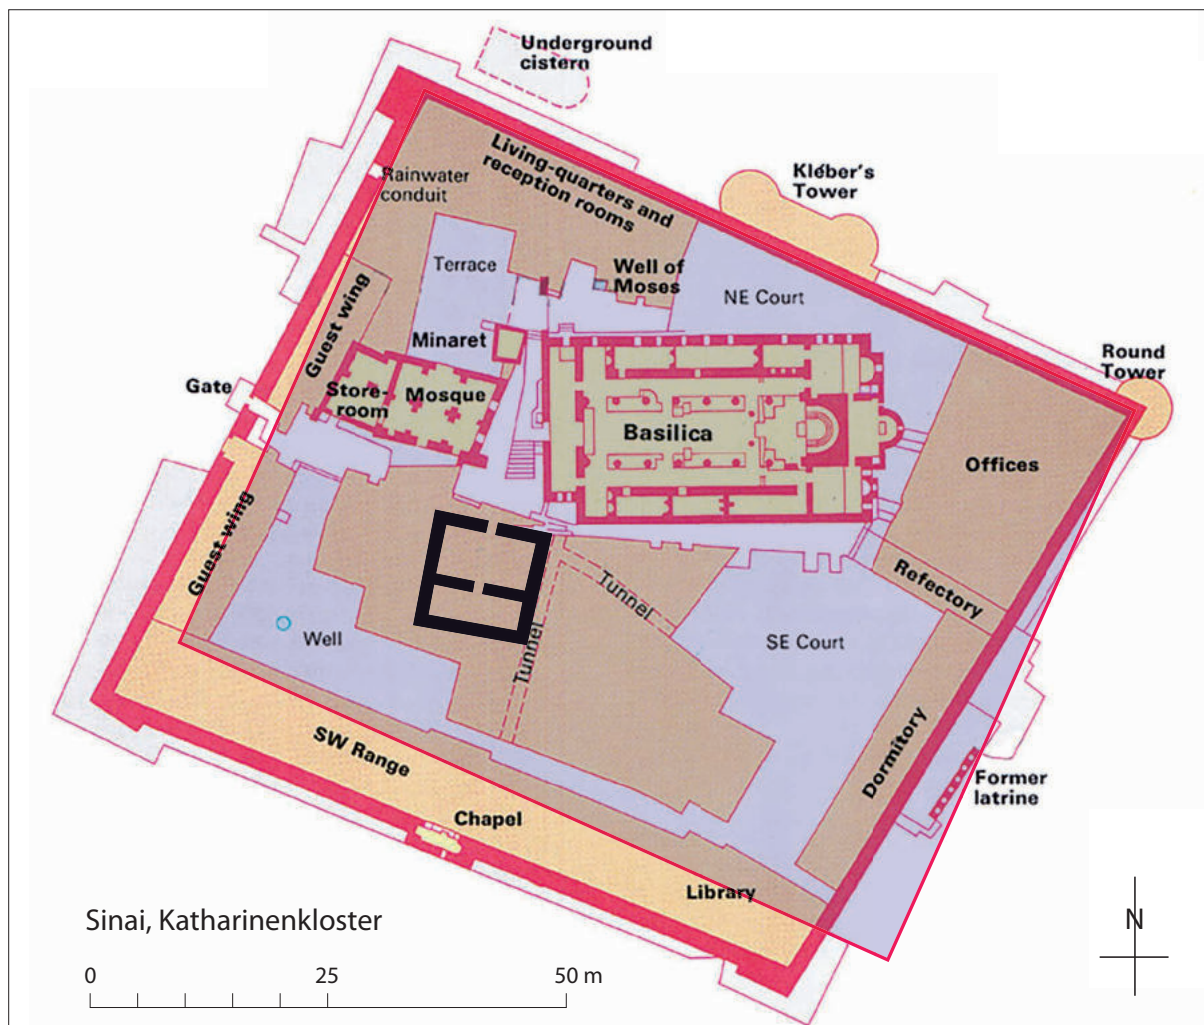 Underground
cistern
Living-quarters and
reception rooms
Kléber's
Tower
Rainwater
conduit
Terrace
Well of
Moses
NE Court
Guest wing
Minaret
Round
Tower
Gate
Store-
room
Mosque
Basilica
Offices
Guest wing
Refectory
Tunnel
Well
Tunnel
SE Court
SW Range
Dormitory
Former
latrine
Chapel
Library
Sinai, Katharinenkloster
N
0 25 50 m